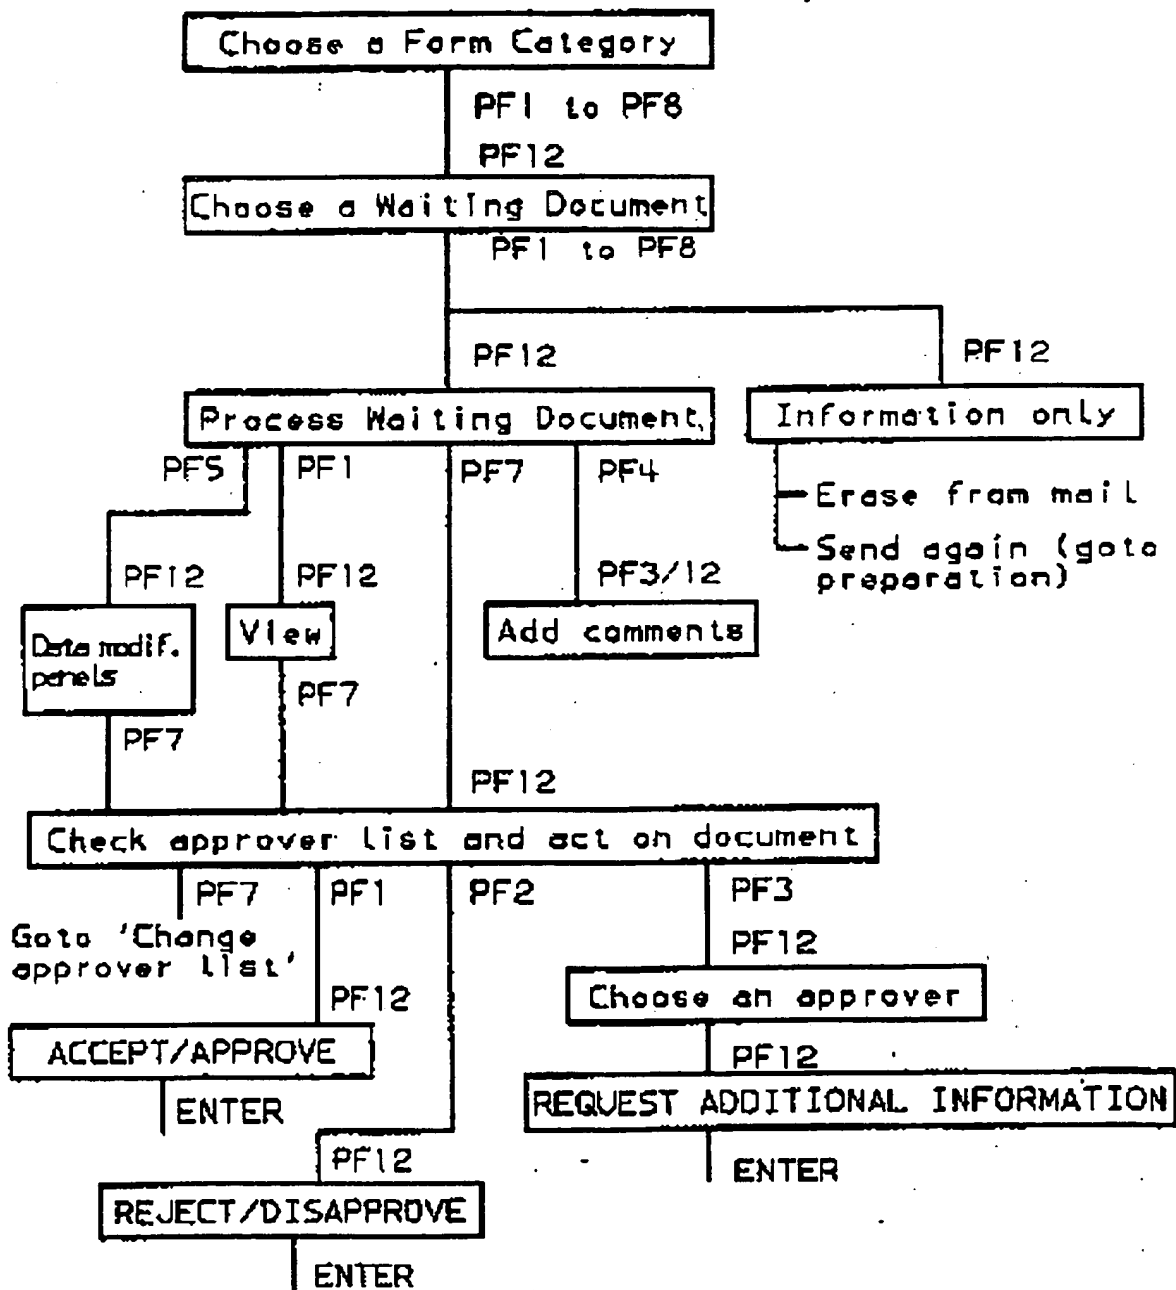 Choose a Form Category
PF1 to PF8
PF12
Choose a Waiting Document
PF1 to PF8
PF12
PF12
Process Waiting Document
Information only
PF5
PF1
PF7
PF4
Erase from mail
Send again (goto
preparation)
PF12
PF12
PF3/12
Data modif.
panels
View
Add comments
PF7
PF7
PF12
Check approver list and act on document
PF7
PF1
PF2
PF3
Goto 'Change
approver list'
PF12
PF12
Choose an approver
ACCEPT/APPROVE
PF12
REQUEST ADDITIONAL INFORMATION
ENTER
PF12
ENTER
REJECT/DISAPPROVE
ENTER